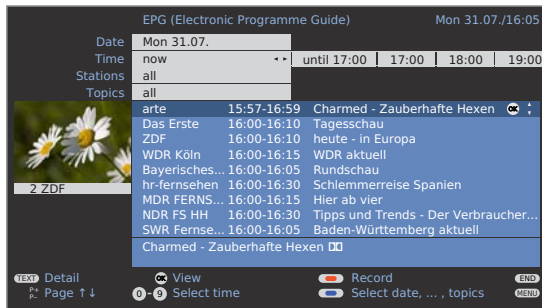 EPG (Electronic Programme Guide) Mon 31.07./16:05
Date Mon 31.07.
Time now until 17:00 17:00 18:00 19:00
Stations all
Topics all
arte 15:57-16:59 Charmed - Zauberhafte Hexen OK
Das Erste 16:00-16:10 Tagesschau
ZDF 16:00-16:10 heute - in Europa
WDR Köln 16:00-16:15 WDR aktuell
Bayerisches... 16:00-16:05 Rundschau
hr-fernsehen 16:00-16:30 Schlemmerreise Spanien
MDR FERNS... 16:00-16:15 Hier ab vier
NDR FS HH 16:00-16:30 Tipps und Trends - Der Verbraucher...
SWR Fernse... 16:00-16:05 Baden-Württemberg aktuell
2 ZDF
Charmed - Zauberhafte Hexen
TEXT Detail OK View Record END
P+ P- Page ↑↓ 0-9 Select time Select date, ... , topics MENU